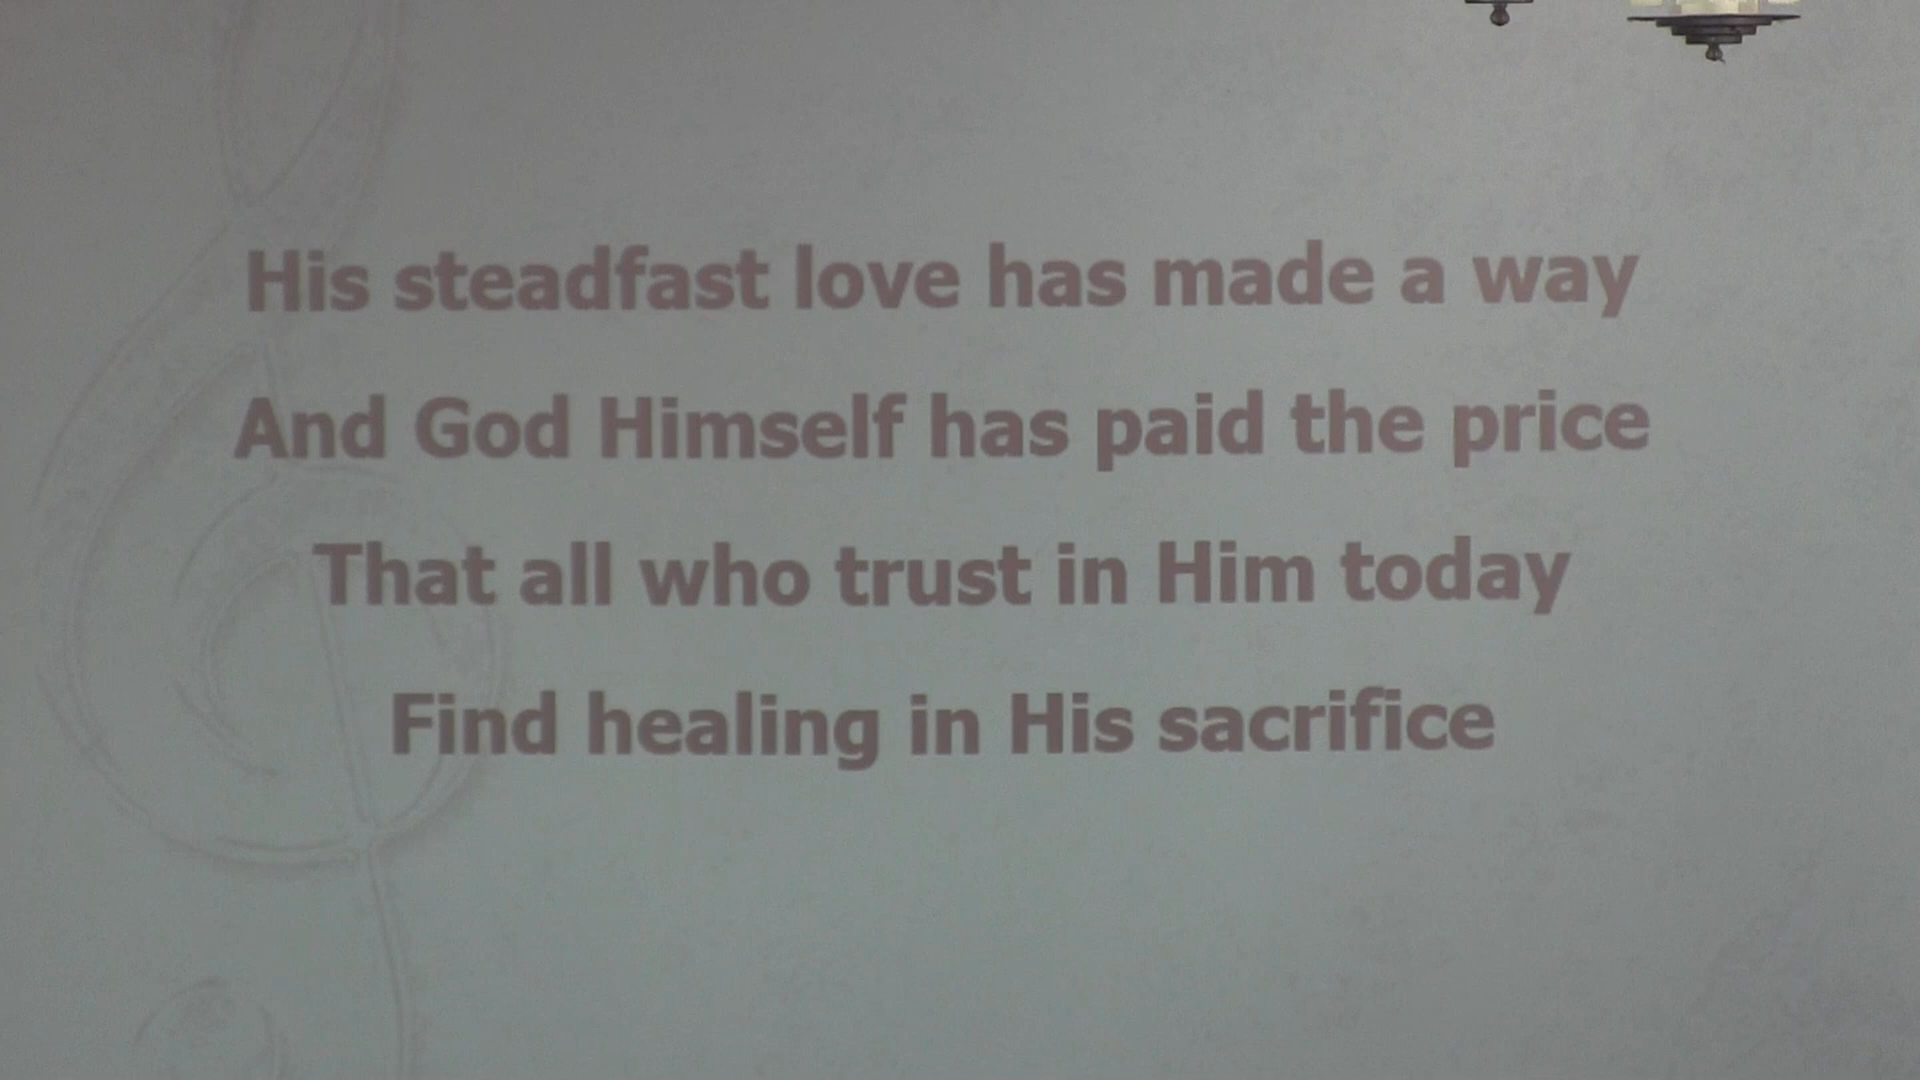 His steadfast love has made a way
And God Himself has paid the price
That all who trust in Him today
Find healing in His sacrifice